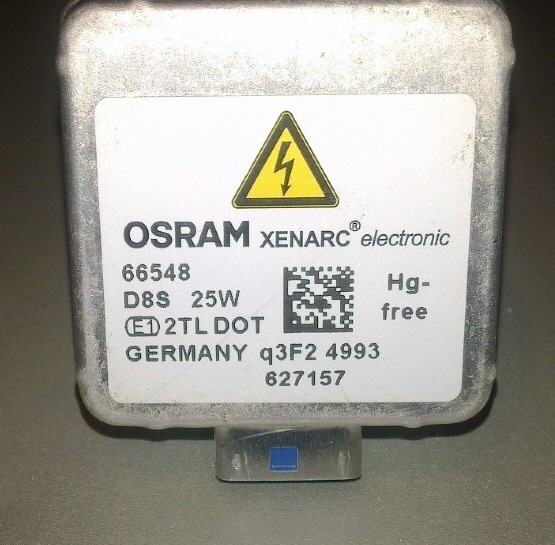 OSRAM XENARC® electronic
66548
D8S 25W
E1 2TL DOT
Hg-
free
GERMANY q3F2 4993
627157